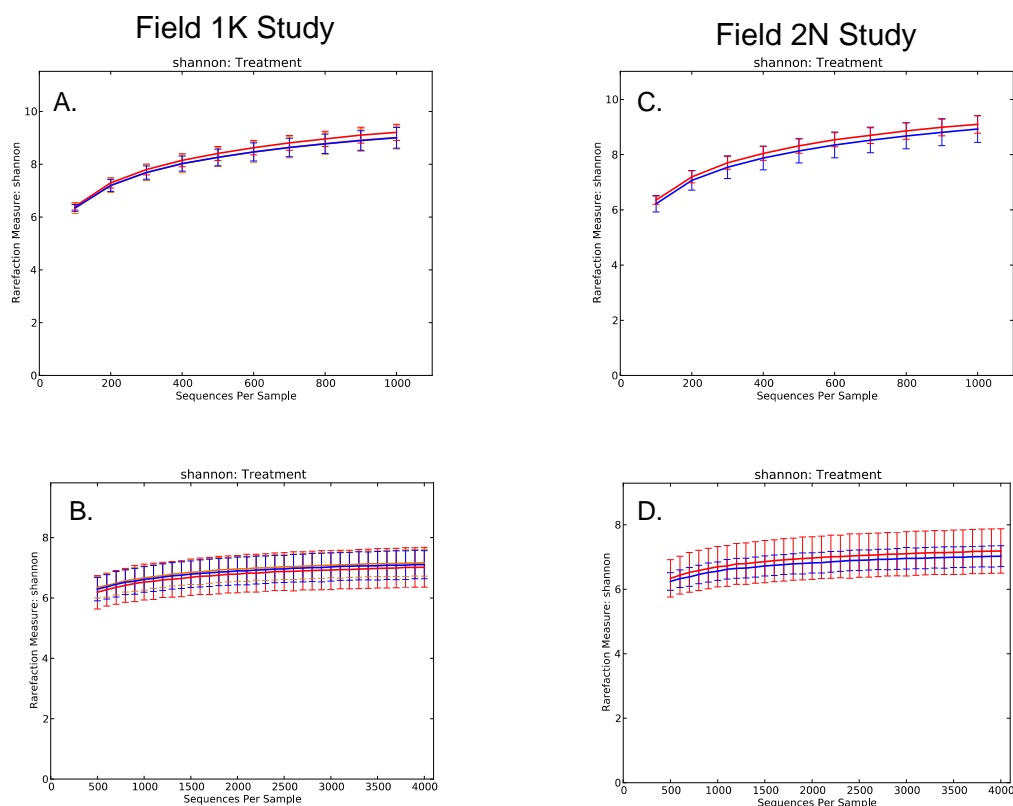 Field 1K Study
Field 2N Study
shannon: Treatment
A.
Rarefaction Measure: shannon
10
8
6
4
2
0
0 200 400 600 800 1000
Sequences Per Sample
shannon: Treatment
C.
Rarefaction Measure: shannon
10
8
6
4
2
0
0 200 400 600 800 1000
Sequences Per Sample
shannon: Treatment
B.
Rarefaction Measure: shannon
8
6
4
2
0
0 500 1000 1500 2000 2500 3000 3500 4000
Sequences Per Sample
shannon: Treatment
D.
Rarefaction Measure: shannon
8
6
4
2
0
0 500 1000 1500 2000 2500 3000 3500 4000
Sequences Per Sample